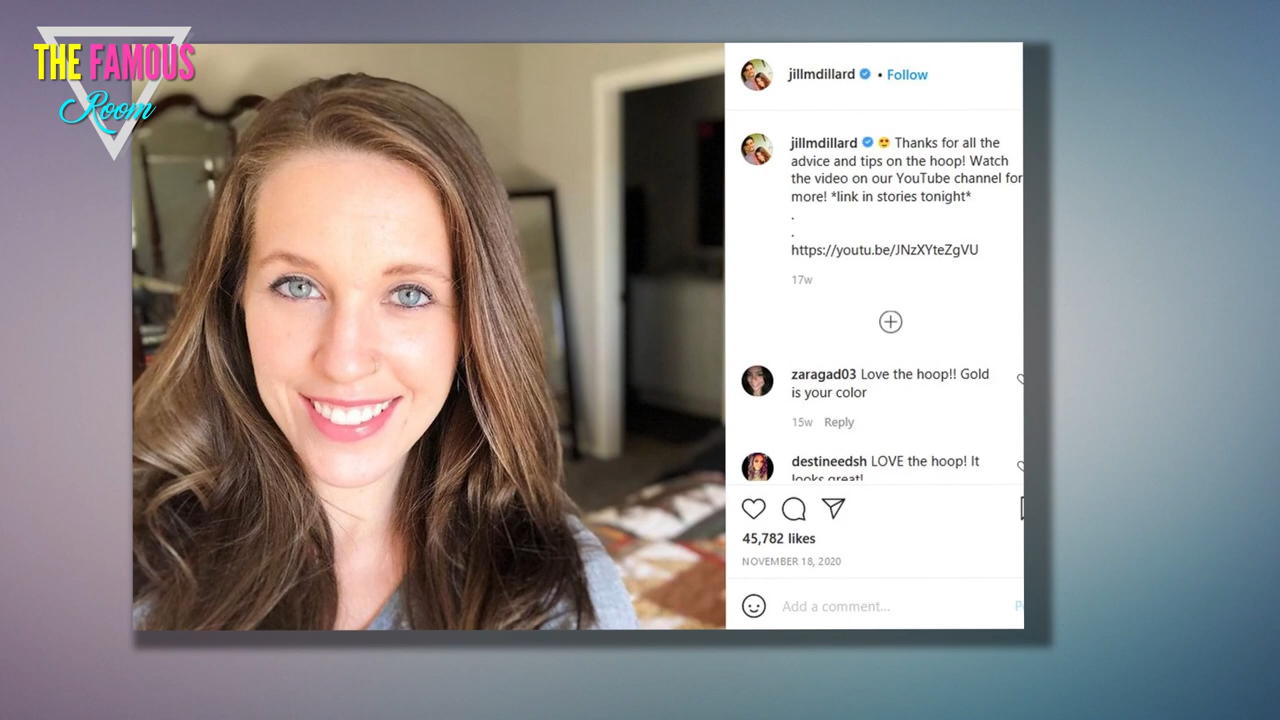 THE FAMOUS
Room
jillmdillard • Follow
jillmdillard 😍 Thanks for all the
advice and tips on the hoop! Watch
the video on our YouTube channel for
more! *link in stories tonight*
.
.
https://youtu.be/JNzXYteZgVU
17w
zaragad03 Love the hoop!! Gold
is your color
15w Reply
destineedsh LOVE the hoop! It
looks great!
45,782 likes
NOVEMBER 18, 2020
Add a comment...